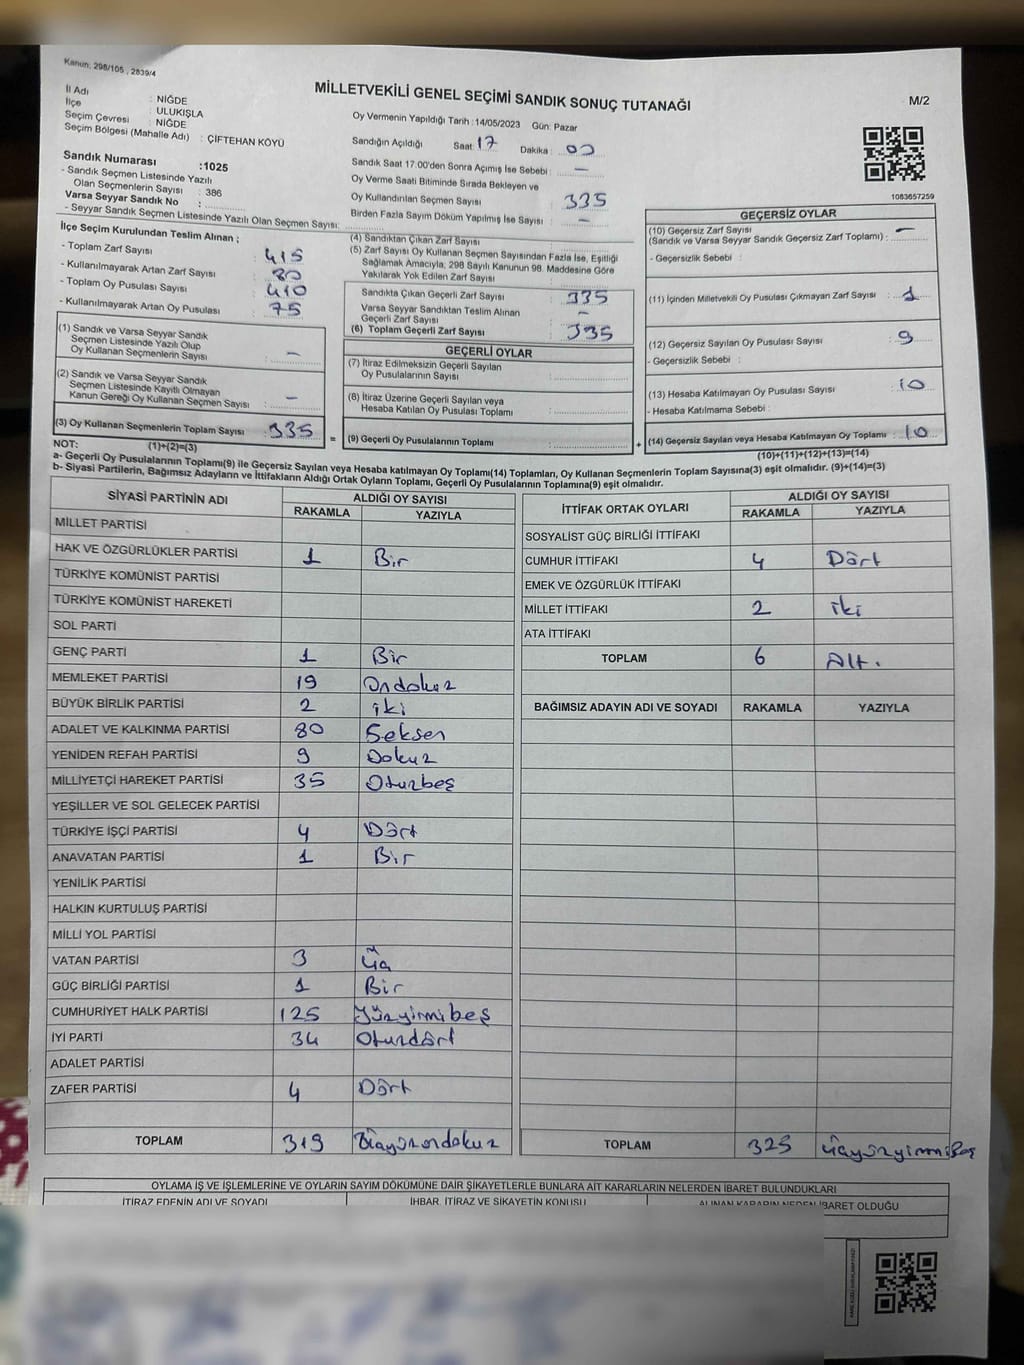 Kanun: 298/105 , 2839/4
MİLLETVEKİLİ GENEL SEÇİMİ SANDIK SONUÇ TUTANAĞI
M/2
İl Adı : NİĞDE
İlçe : ULUKIŞLA
Seçim Çevresi : NİĞDE
Seçim Bölgesi (Mahalle Adı) : ÇİFTEHAN KÖYÜ
Sandık Numarası :1025
- Sandık Seçmen Listesinde Yazılı
Olan Seçmenlerin Sayısı : 386
Varsa Seyyar Sandık No :
- Seyyar Sandık Seçmen Listesinde Yazılı Olan Seçmen Sayısı:
Oy Vermenin Yapıldığı Tarih :14/05/2023 Gün: Pazar
Sandığın Açıldığı Saat: 17 Dakika : 00
Sandık Saat 17.00'den Sonra Açımış İse Sebebi : —
Oy Verme Saati Bitiminde Sırada Bekleyen ve
Oy Kullandırılan Seçmen Sayısı : 335
Birden Fazla Sayım Döküm Yapılmış İse Sayısı : —
1083657259
İlçe Seçim Kurulundan Teslim Alınan ;
- Toplam Zarf Sayısı : 415
- Kullanılmayarak Artan Zarf Sayısı : 80
- Toplam Oy Pusulası Sayısı : 410
- Kullanılmayarak Artan Oy Pusulası : 75
(1) Sandık ve Varsa Seyyar Sandık
Seçmen Listesinde Yazılı Olup
Oy Kullanan Seçmenlerin Sayısı : —
(2) Sandık ve Varsa Seyyar Sandık
Seçmen Listesinde Kayıtlı Olmayan
Kanun Gereği Oy Kullanan Seçmen Sayısı : —
(3) Oy Kullanan Seçmenlerin Toplam Sayısı : 335
(1)+(2)=(3)
(4) Sandıktan Çıkan Zarf Sayısı :
(5) Zarf Sayısı Oy Kullanan Seçmen Sayısından Fazla İse, Eşitliği
Sağlamak Amacıyla; 298 Sayılı Kanunun 98. Maddesine Göre
Yakılarak Yok Edilen Zarf Sayısı :
Sandıkta Çıkan Geçerli Zarf Sayısı : 335
Varsa Seyyar Sandıktan Teslim Alınan
Geçerli Zarf Sayısı : —
(6) Toplam Geçerli Zarf Sayısı : 335
GEÇERLİ OYLAR
(7) İtiraz Edilmeksizin Geçerli Sayılan
Oy Pusulalarının Sayısı :
(8) İtiraz Üzerine Geçerli Sayılan veya
Hesaba Katılan Oy Pusulası Toplamı :
= (9) Geçerli Oy Pusulalarının Toplamı : +
GEÇERSİZ OYLAR
(10) Geçersiz Zarf Sayısı
(Sandık ve Varsa Seyyar Sandık Geçersiz Zarf Toplamı) : —
- Geçersizlik Sebebi :
(11) İçinden Milletvekili Oy Pusulası Çıkmayan Zarf Sayısı : 1
(12) Geçersiz Sayılan Oy Pusulası Sayısı : 9
- Geçersizlik Sebebi :
(13) Hesaba Katılmayan Oy Pusulası Sayısı : 10
- Hesaba Katılmama Sebebi :
(14) Geçersiz Sayılan veya Hesaba Katılmayan Oy Toplamı : 10
(10)+(11)+(12)+(13)=(14)
NOT:
a- Geçerli Oy Pusulalarının Toplamı(9) ile Geçersiz Sayılan veya Hesaba katılmayan Oy Toplamı(14) Toplamları, Oy Kullanan Seçmenlerin Toplam Sayısına(3) eşit olmalıdır. (9)+(14)=(3)
b- Siyasi Partilerin, Bağımsız Adayların ve İttifakların Aldığı Ortak Oyların Toplamı, Geçerli Oy Pusulalarının Toplamına(9) eşit olmalıdır.
SİYASİ PARTİNİN ADI ALDIĞI OY SAYISI
RAKAMLA YAZIYLA
MİLLET PARTİSİ
HAK VE ÖZGÜRLÜKLER PARTİSİ 1 Bir
TÜRKİYE KOMÜNİST PARTİSİ
TÜRKİYE KOMÜNİST HAREKETİ
SOL PARTİ
GENÇ PARTİ 1 Bir
MEMLEKET PARTİSİ 19 Ondokuz
BÜYÜK BİRLİK PARTİSİ 2 iki
ADALET VE KALKINMA PARTİSİ 80 Seksen
YENİDEN REFAH PARTİSİ 9 Dokuz
MİLLİYETÇİ HAREKET PARTİSİ 35 Oturbeş
YEŞİLLER VE SOL GELECEK PARTİSİ
TÜRKİYE İŞÇİ PARTİSİ 4 Dört
ANAVATAN PARTİSİ 1 Bir
YENİLİK PARTİSİ
HALKIN KURTULUŞ PARTİSİ
MİLLİ YOL PARTİSİ
VATAN PARTİSİ 3 Üç
GÜÇ BİRLİĞİ PARTİSİ 1 Bir
CUMHURİYET HALK PARTİSİ 125 Yüzyirmibeş
İYİ PARTİ 34 Oturdört
ADALET PARTİSİ
ZAFER PARTİSİ 4 Dört
TOPLAM 319 Üçyüzondokuz
İTTİFAK ORTAK OYLARI ALDIĞI OY SAYISI
RAKAMLA YAZIYLA
SOSYALİST GÜÇ BİRLİĞİ İTTİFAKI
CUMHUR İTTİFAKI 4 Dört
EMEK VE ÖZGÜRLÜK İTTİFAKI
MİLLET İTTİFAKI 2 iki
ATA İTTİFAKI
TOPLAM 6 Altı
BAĞIMSIZ ADAYIN ADI VE SOYADI RAKAMLA YAZIYLA
TOPLAM 325 Üçyüzyirmibeş
OYLAMA İŞ VE İŞLEMLERİNE VE OYLARIN SAYIM DÖKÜMÜNE DAİR ŞİKAYETLERLE BUNLARA AİT KARARLARIN NELERDEN İBARET BULUNDUKLARI
İTİRAZ EDENİN ADI VE SOYADI İHBAR, İTİRAZ VE ŞİKAYETİN KONUSU ALINAN KARARIN NEDEN İBARET OLDUĞU